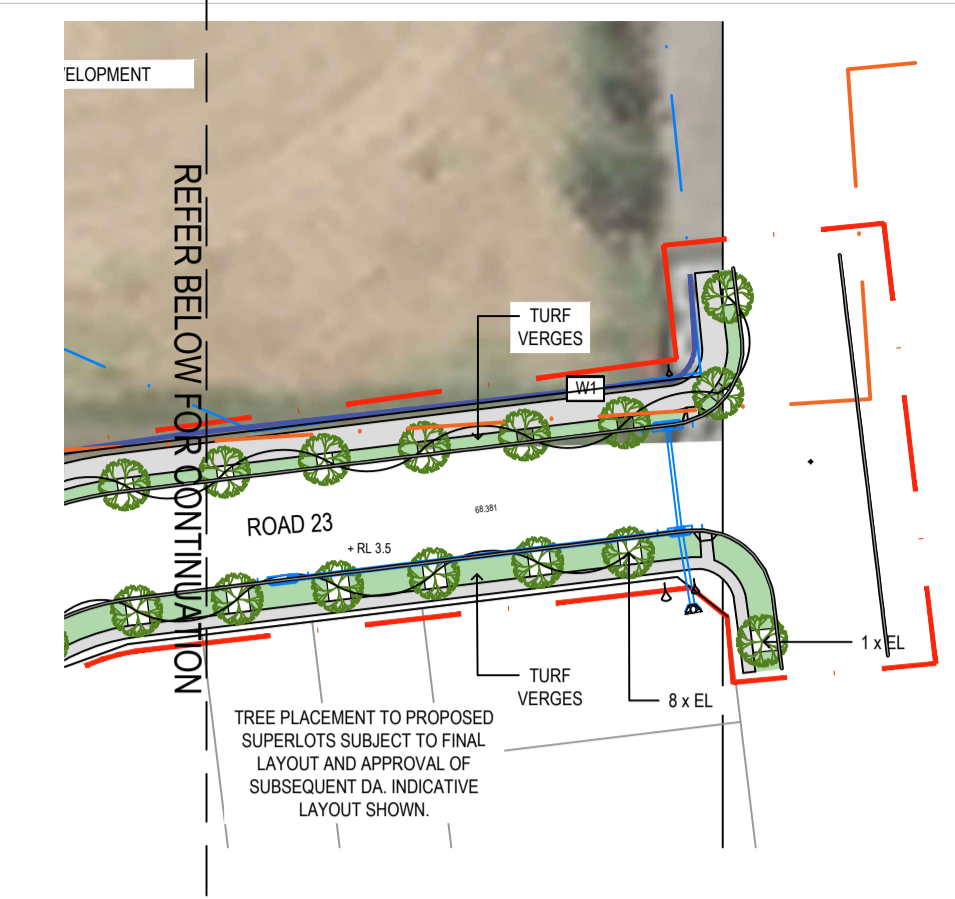 VELOPMENT
REFER BELOW FOR CONTINUATION
TURF
VERGES
W1
ROAD 23
68.381
+ RL 3.5
1 x EL
TURF
VERGES
8 x EL
TREE PLACEMENT TO PROPOSED
SUPERLOTS SUBJECT TO FINAL
LAYOUT AND APPROVAL OF
SUBSEQUENT DA. INDICATIVE
LAYOUT SHOWN.